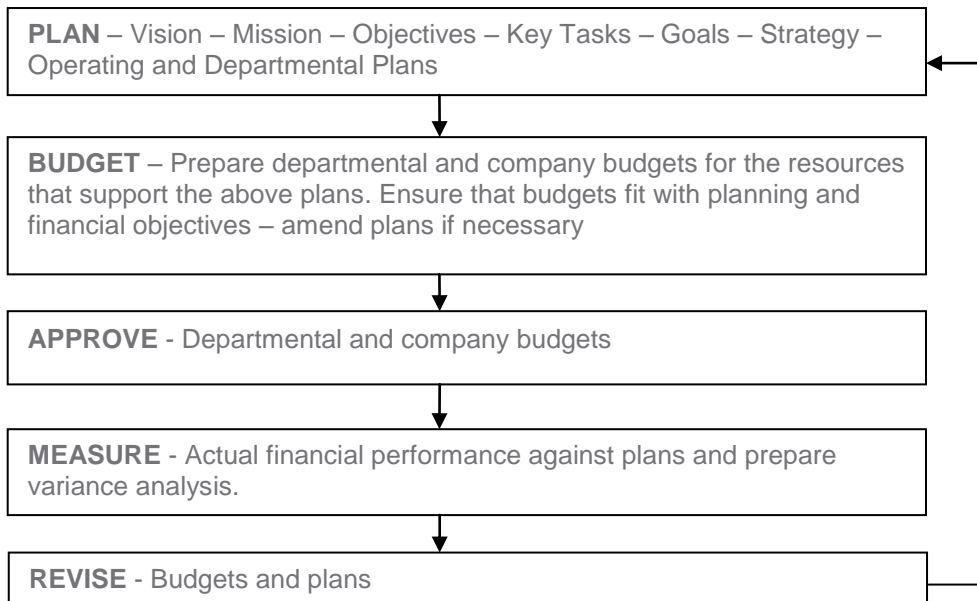 PLAN – Vision – Mission – Objectives – Key Tasks – Goals – Strategy –
Operating and Departmental Plans
BUDGET – Prepare departmental and company budgets for the resources
that support the above plans. Ensure that budgets fit with planning and
financial objectives – amend plans if necessary
APPROVE - Departmental and company budgets
MEASURE - Actual financial performance against plans and prepare
variance analysis.
REVISE - Budgets and plans